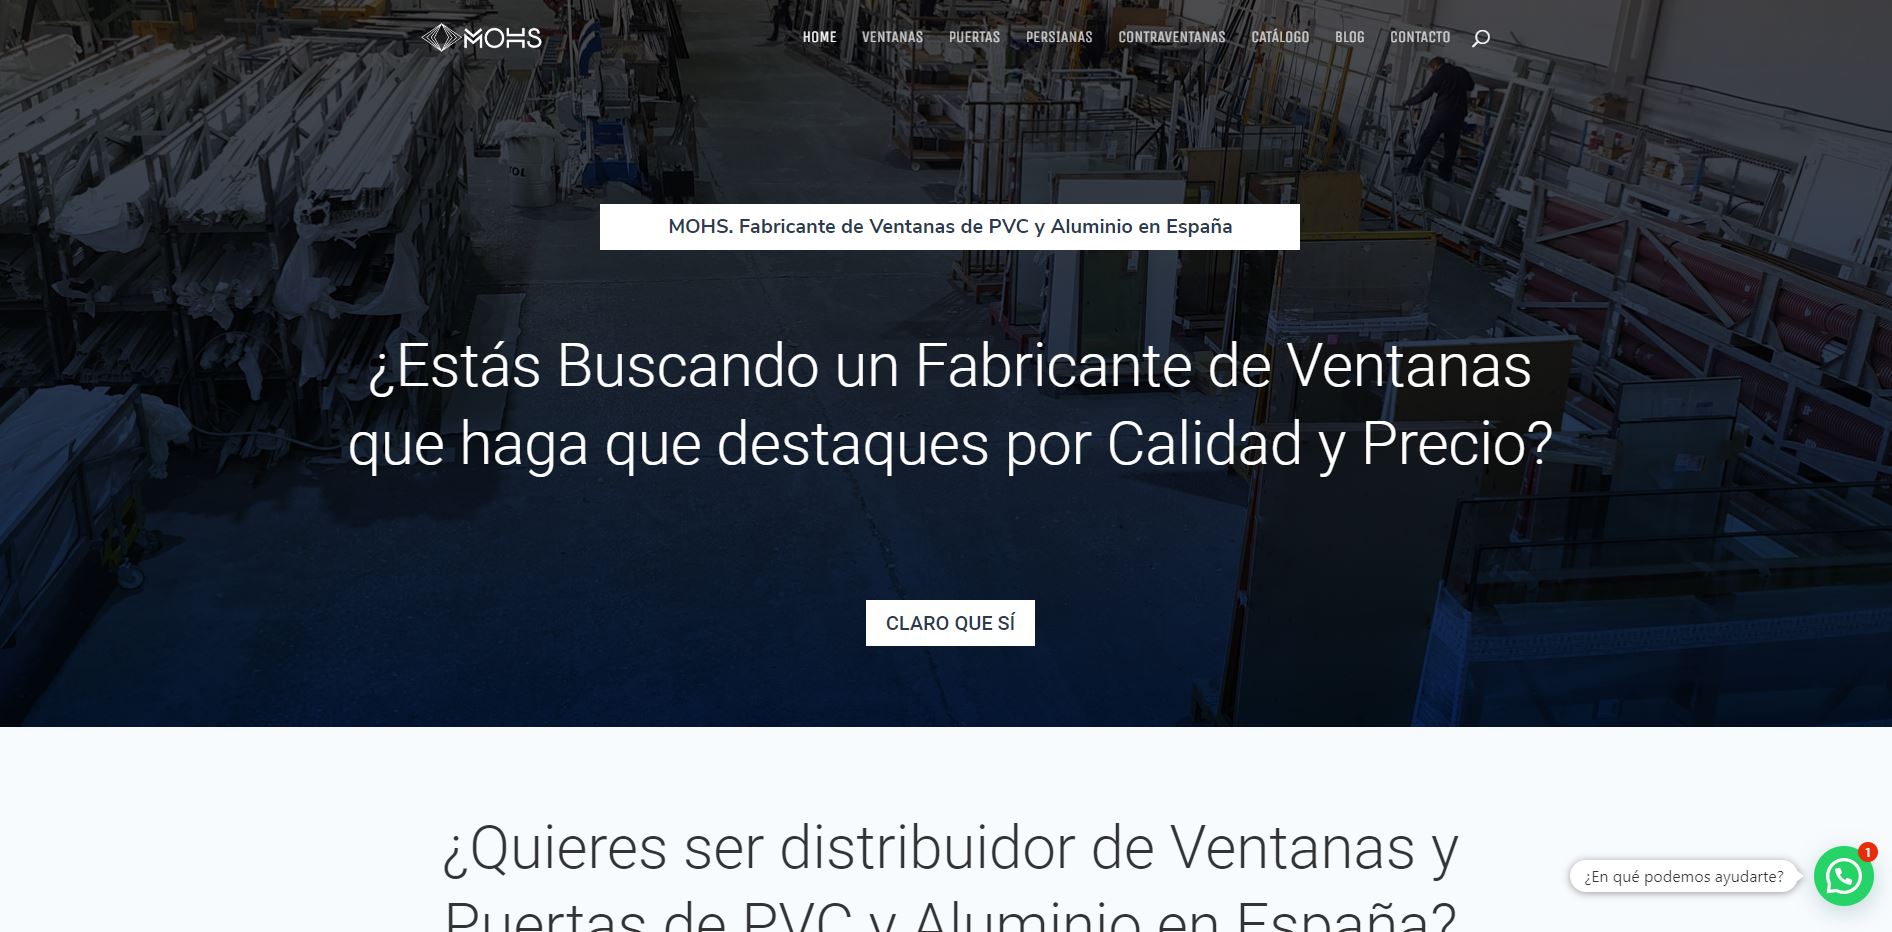 MOHS
HOME VENTANAS PUERTAS PERSIANAS CONTRAVENTANAS CATÁLOGO BLOG CONTACTO
MOHS. Fabricante de Ventanas de PVC y Aluminio en España
¿Estás Buscando un Fabricante de Ventanas
que haga que destaques por Calidad y Precio?
CLARO QUE SÍ
¿Quieres ser distribuidor de Ventanas y
Puertas de PVC y Aluminio en España?
¿En qué podemos ayudarte?
1